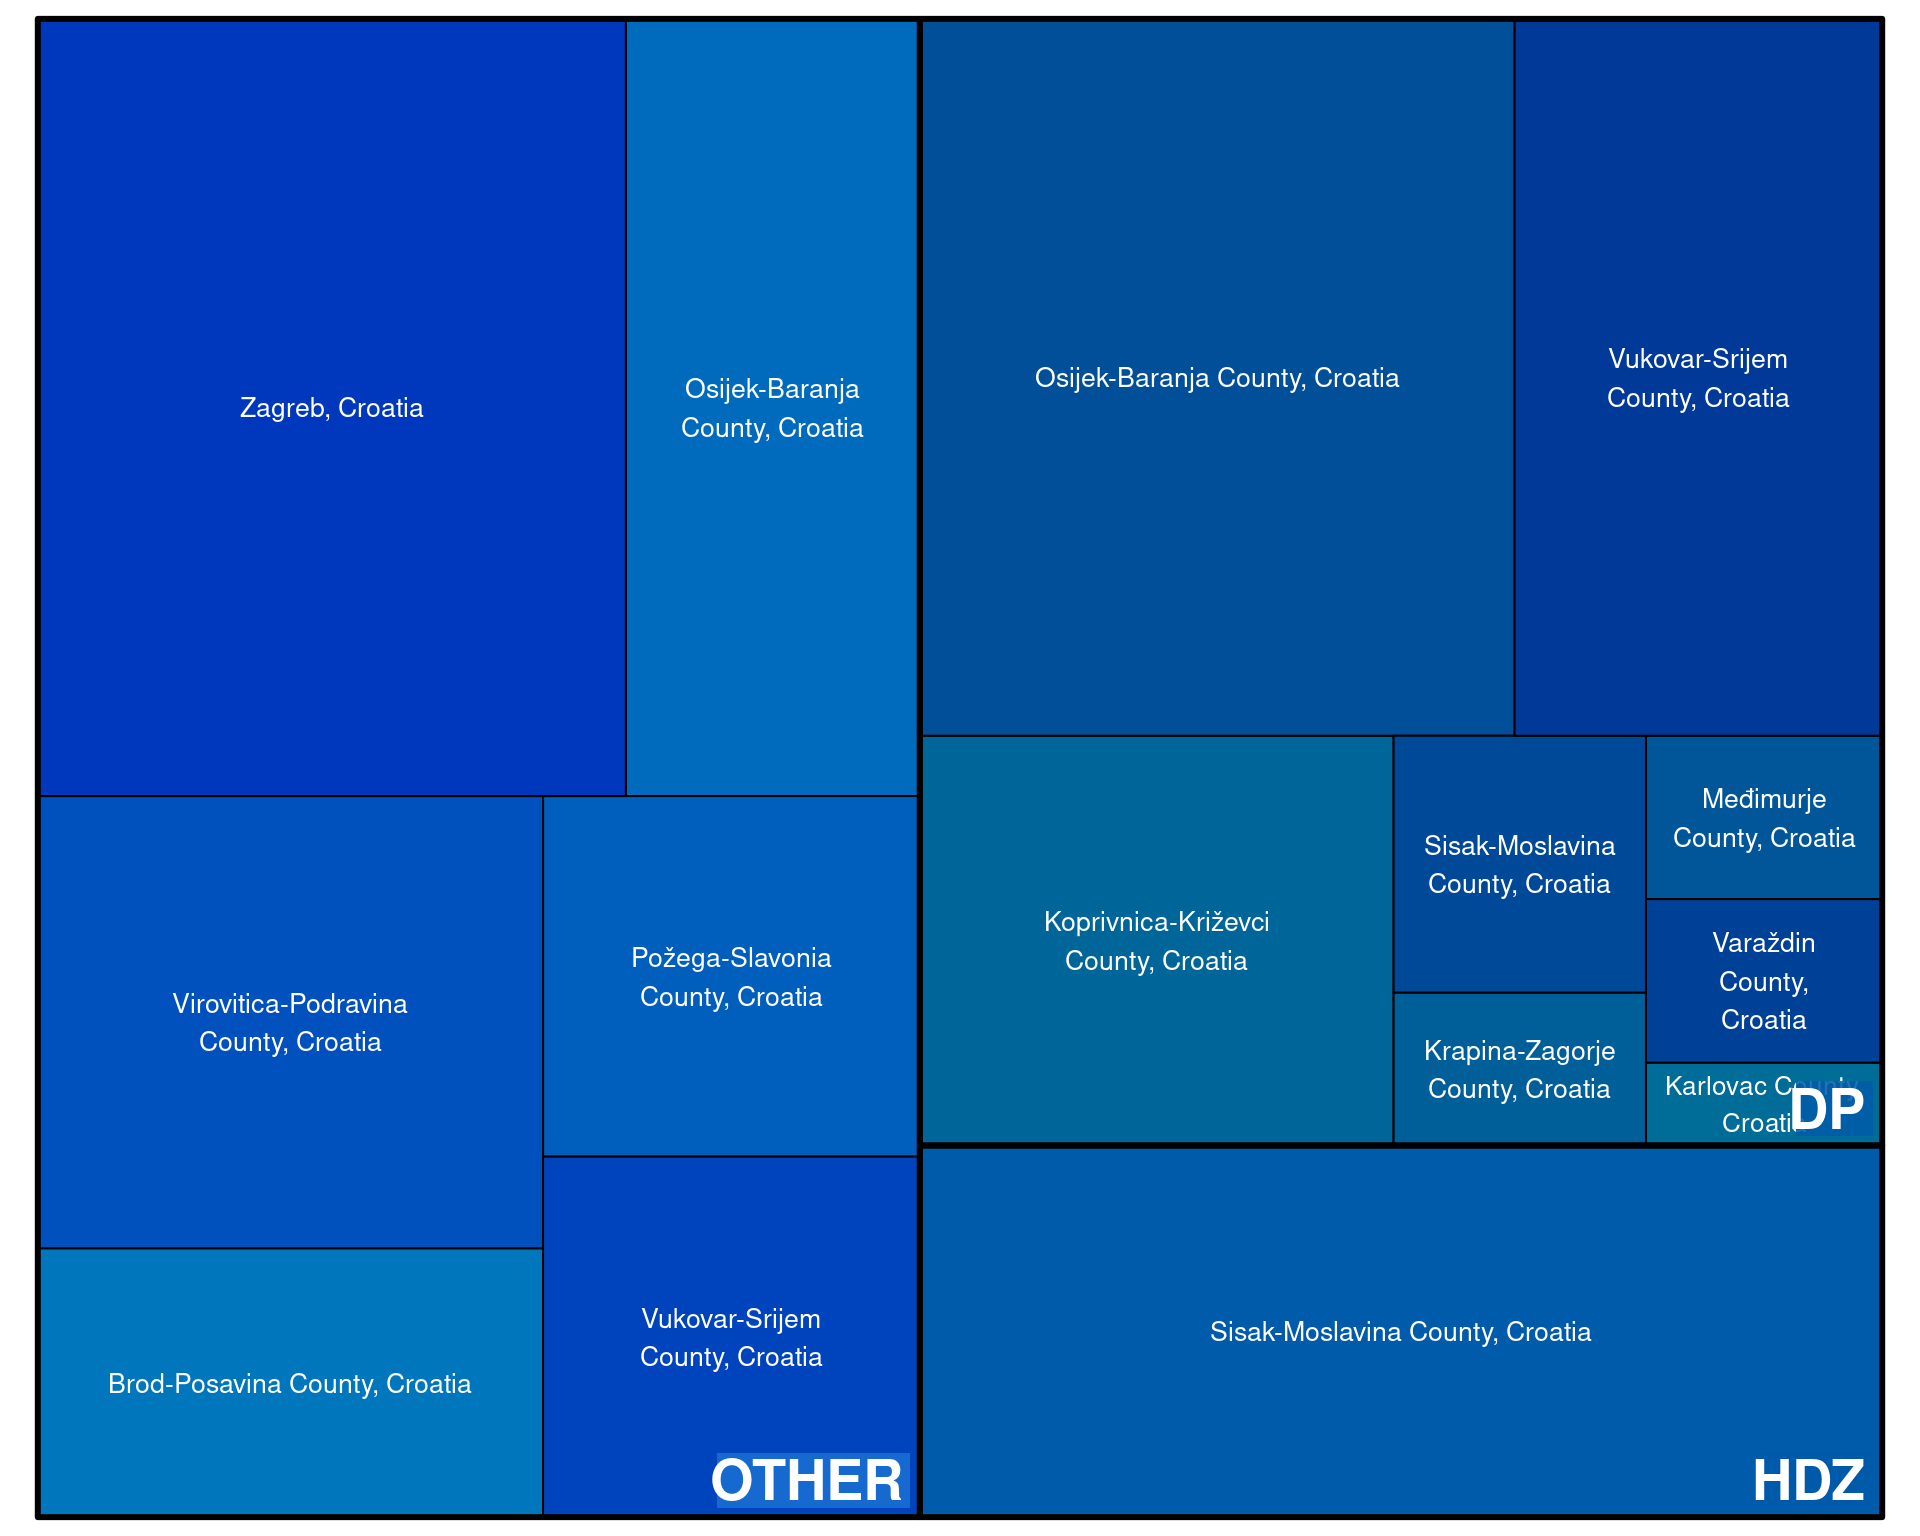 Zagreb, Croatia
Osijek-Baranja
County, Croatia
Virovitica-Podravina
County, Croatia
Požega-Slavonia
County, Croatia
Brod-Posavina County, Croatia
Vukovar-Srijem
County, Croatia
OTHER
Osijek-Baranja County, Croatia
Vukovar-Srijem
County, Croatia
Koprivnica-Križevci
County, Croatia
Sisak-Moslavina
County, Croatia
Krapina-Zagorje
County, Croatia
Međimurje
County, Croatia
Varaždin
County,
Croatia
Karlovac County,
Croatia
DP
Sisak-Moslavina County, Croatia
HDZ